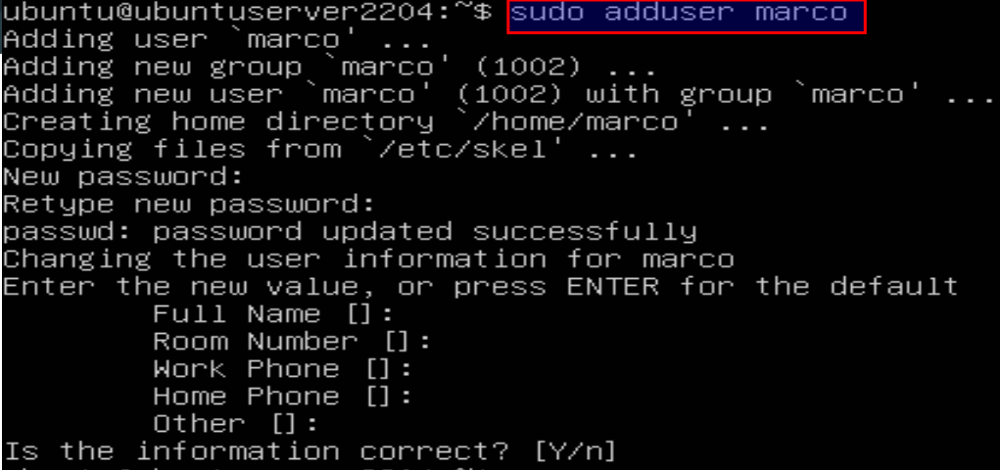 ubuntu@ubuntuserver2204:~$ sudo adduser marco
Adding user `marco' ...
Adding new group `marco' (1002) ...
Adding new user `marco' (1002) with group `marco' ...
Creating home directory `/home/marco' ...
Copying files from `/etc/skel' ...
New password:
Retype new password:
passwd: password updated successfully
Changing the user information for marco
Enter the new value, or press ENTER for the default
Full Name []:
Room Number []:
Work Phone []:
Home Phone []:
Other []:
Is the information correct? [Y/n]